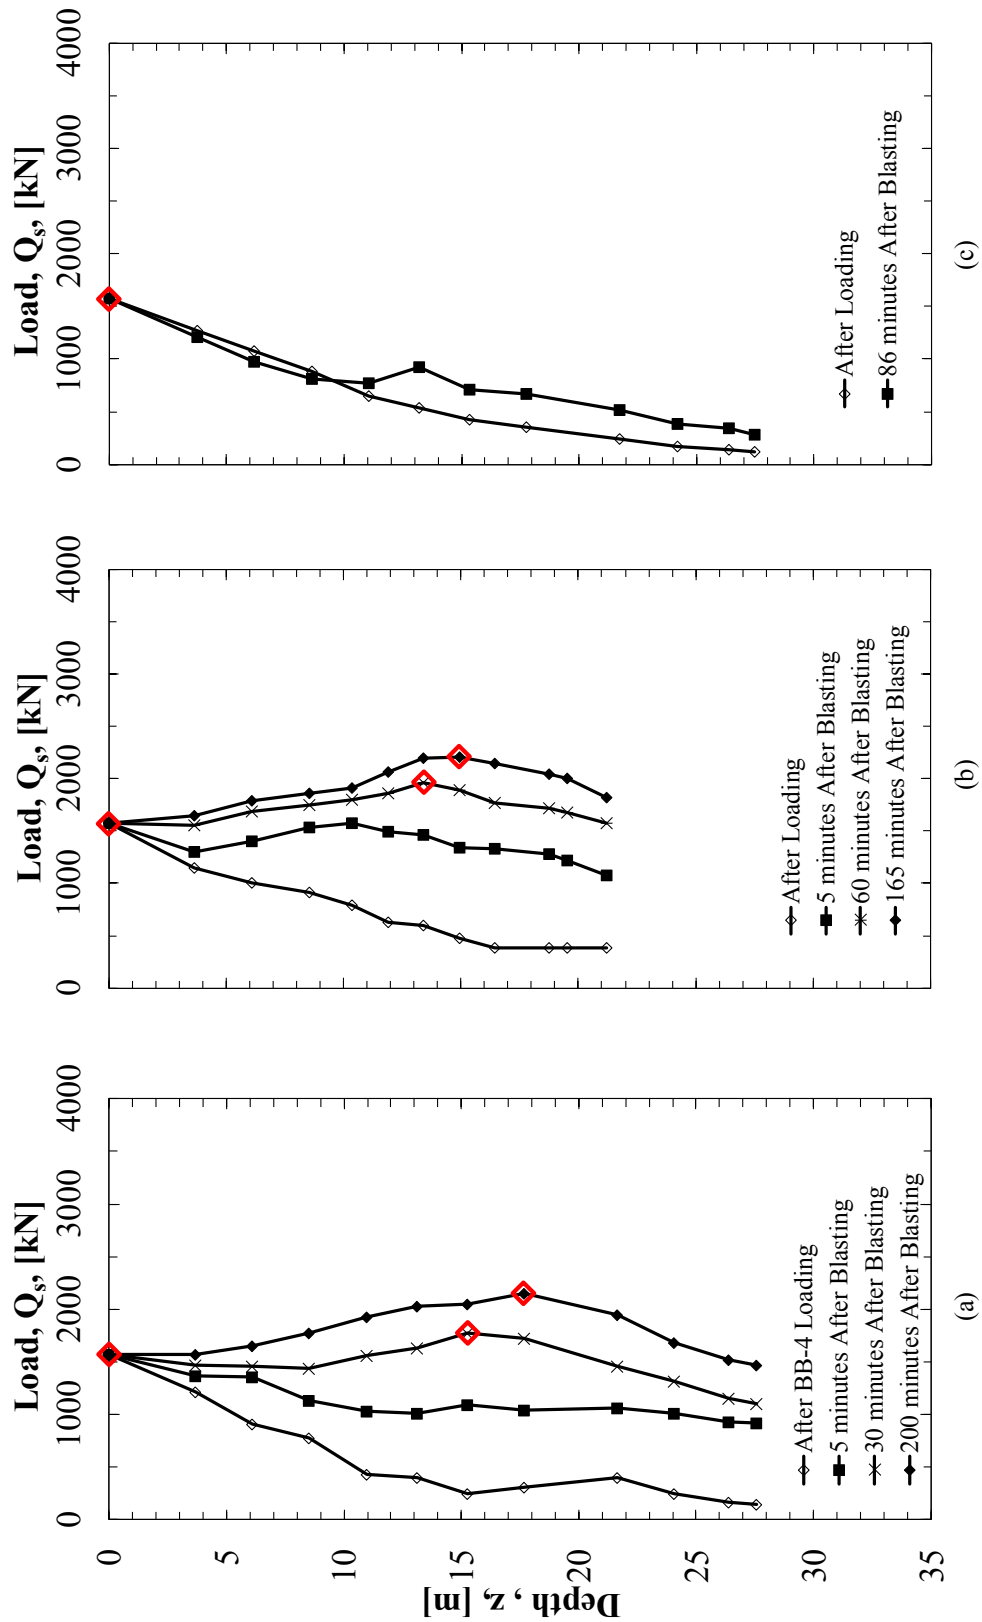 Load, Qs, [kN]
0 1000 2000 3000 4000
0
5
10
15
20
25
30
35
Depth , z, [m]
After BB-4 Loading
5 minutes After Blasting
30 minutes After Blasting
200 minutes After Blasting
(a)
Load, Qs, [kN]
0 1000 2000 3000 4000
After Loading
5 minutes After Blasting
60 minutes After Blasting
165 minutes After Blasting
(b)
Load, Qs, [kN]
0 1000 2000 3000 4000
After Loading
86 minutes After Blasting
(c)